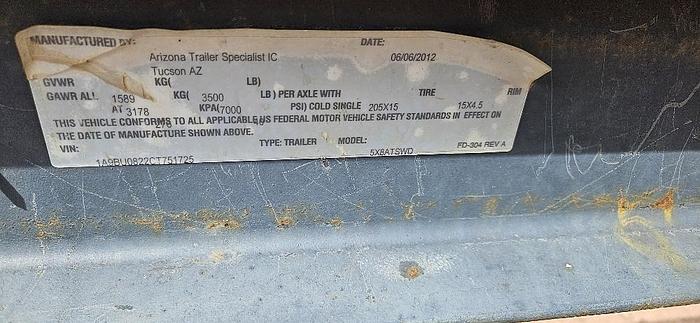 MANUFACTURED BY: DATE:
Arizona Trailer Specialist IC 06/06/2012
Tucson AZ
GVWR KG( LB)
GAWR ALL 1589 KG( 3500 LB) PER AXLE WITH TIRE RIM
AT 3178 KPA(7000 PSI) COLD SINGLE 205X15 15X4.5
THIS VEHICLE CONFORMS TO ALL APPLICABLE US FEDERAL MOTOR VEHICLE SAFETY STANDARDS IN EFFECT ON
THE DATE OF MANUFACTURE SHOWN ABOVE.
VIN: TYPE: TRAILER MODEL: FD-304 REV A
1A9BU0822CT751725 5X8ATSWD